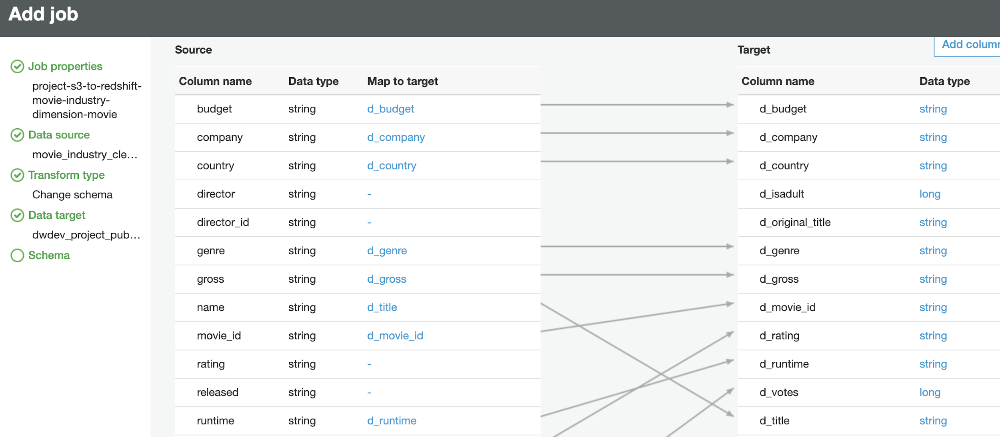 Add job
Job properties
project-s3-to-redshift-
movie-industry-
dimension-movie
Data source
movie_industry_cle...
Transform type
Change schema
Data target
dwdev_project_pub...
Schema
Source
Column name Data type Map to target
budget string d_budget
company string d_company
country string d_country
director string -
director_id string -
genre string d_genre
gross string d_gross
name string d_title
movie_id string d_movie_id
rating string -
released string -
runtime string d_runtime
Target
Add column
Column name Data type
d_budget string
d_company string
d_country string
d_isadult long
d_original_title string
d_genre string
d_gross string
d_movie_id string
d_rating string
d_runtime string
d_votes long
d_title string